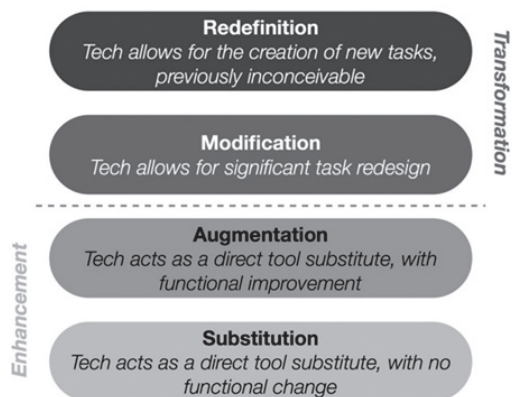 Redefinition
Tech allows for the creation of new tasks,
previously inconceivable
Modification
Tech allows for significant task redesign
Transformation
Augmentation
Tech acts as a direct tool substitute, with
functional improvement
Substitution
Tech acts as a direct tool substitute, with no
functional change
Enhancement